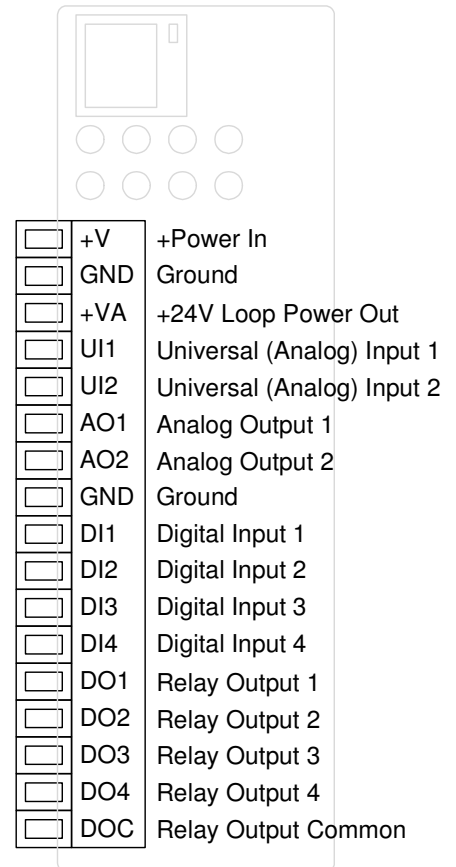 +V +Power In
GND Ground
+VA +24V Loop Power Out
UI1 Universal (Analog) Input 1
UI2 Universal (Analog) Input 2
AO1 Analog Output 1
AO2 Analog Output 2
GND Ground
DI1 Digital Input 1
DI2 Digital Input 2
DI3 Digital Input 3
DI4 Digital Input 4
DO1 Relay Output 1
DO2 Relay Output 2
DO3 Relay Output 3
DO4 Relay Output 4
DOC Relay Output Common